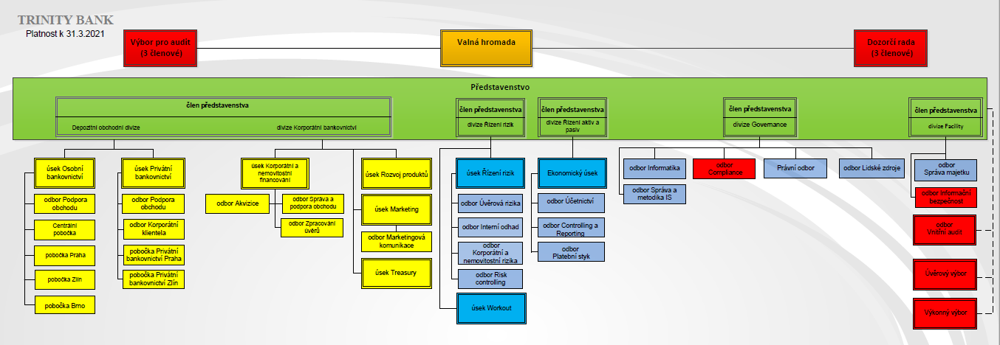 TRINITY BANK
Platnost k 31.3.2021
Výbor pro audit
(3 členové)
Valná hromada
Dozorčí rada
(3 členové)
Představenstvo
člen představenstva
Depozitní obchodní divize
divize Korporátní bankovnictví
člen představenstva
divize Řízení rizik
člen představenstva
divize Řízení aktiv a
pasiv
člen představenstva
divize Governance
člen představenstva
divize Facility
úsek Osobní
bankovnictví
odbor Podpora
obchodu
Centrální
pobočka
pobočka Praha
pobočka Zlín
pobočka Brno
úsek Privátní
bankovnictví
odbor Podpora
obchodu
odbor Korporátní
klientela
pobočka Privátní
bankovnictví Praha
pobočka Privátní
bankovnictví Zlín
úsek Korporátní a
nemovitostní
financování
odbor Akvizice
odbor Správa a
podpora obchodu
odbor Zpracování
úvěrů
úsek Rozvoj produktů
úsek Marketing
odbor Marketingová
komunikace
úsek Treasury
úsek Řízení rizik
odbor Úvěrová rizika
odbor Interní odhad
odbor
Korporátní a
nemovitostní rizika
odbor Risk
controlling
úsek Workout
Ekonomický úsek
odbor Účetnictví
odbor Controlling a
Reporting
odbor
Platební styk
odbor Informatika
odbor Správa a
metodika IS
odbor
Compliance
Právní odbor
odbor Lidské zdroje
odbor
Správa majetku
odbor Informační
bezpečnost
odbor
Vnitřní audit
Úvěrový výbor
Výkonný výbor